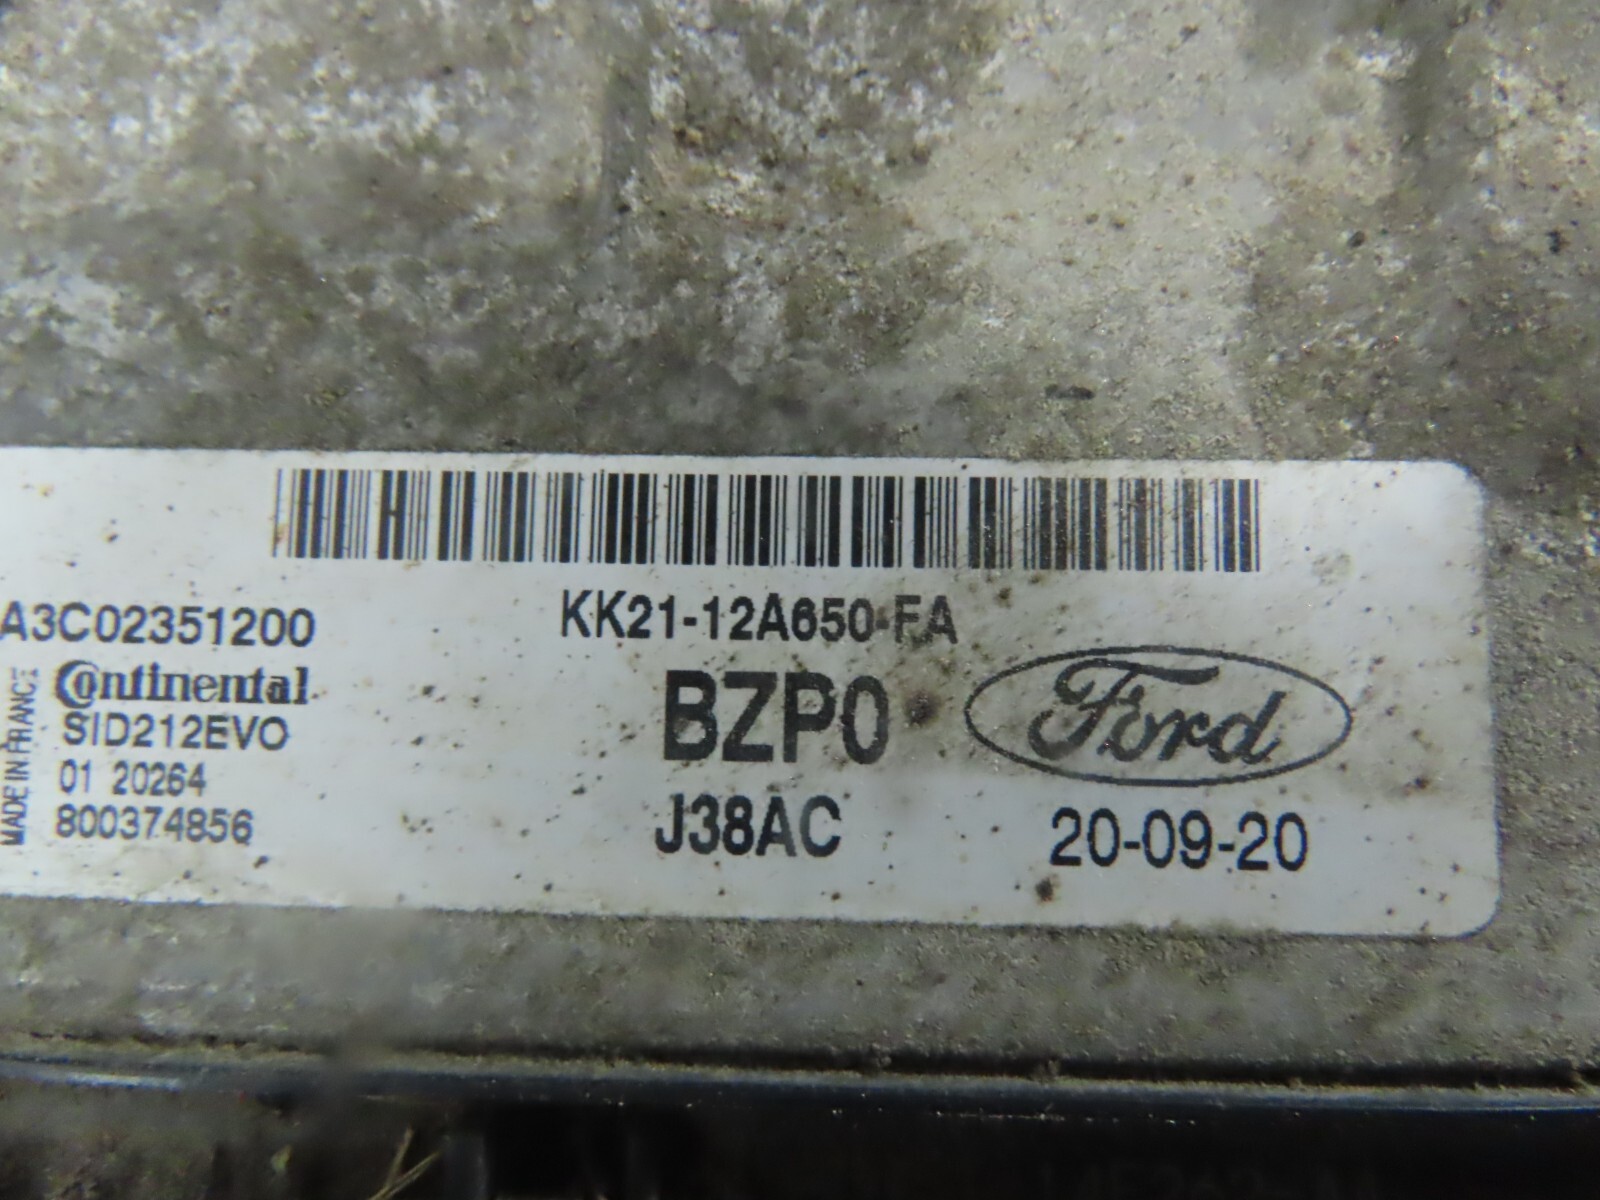 A3C02351200
Continental
SID212EVO
01 20264
800374856
MADE IN FRANCE
KK21-12A650-FA
BZP0
Ford
J38AC
20-09-20